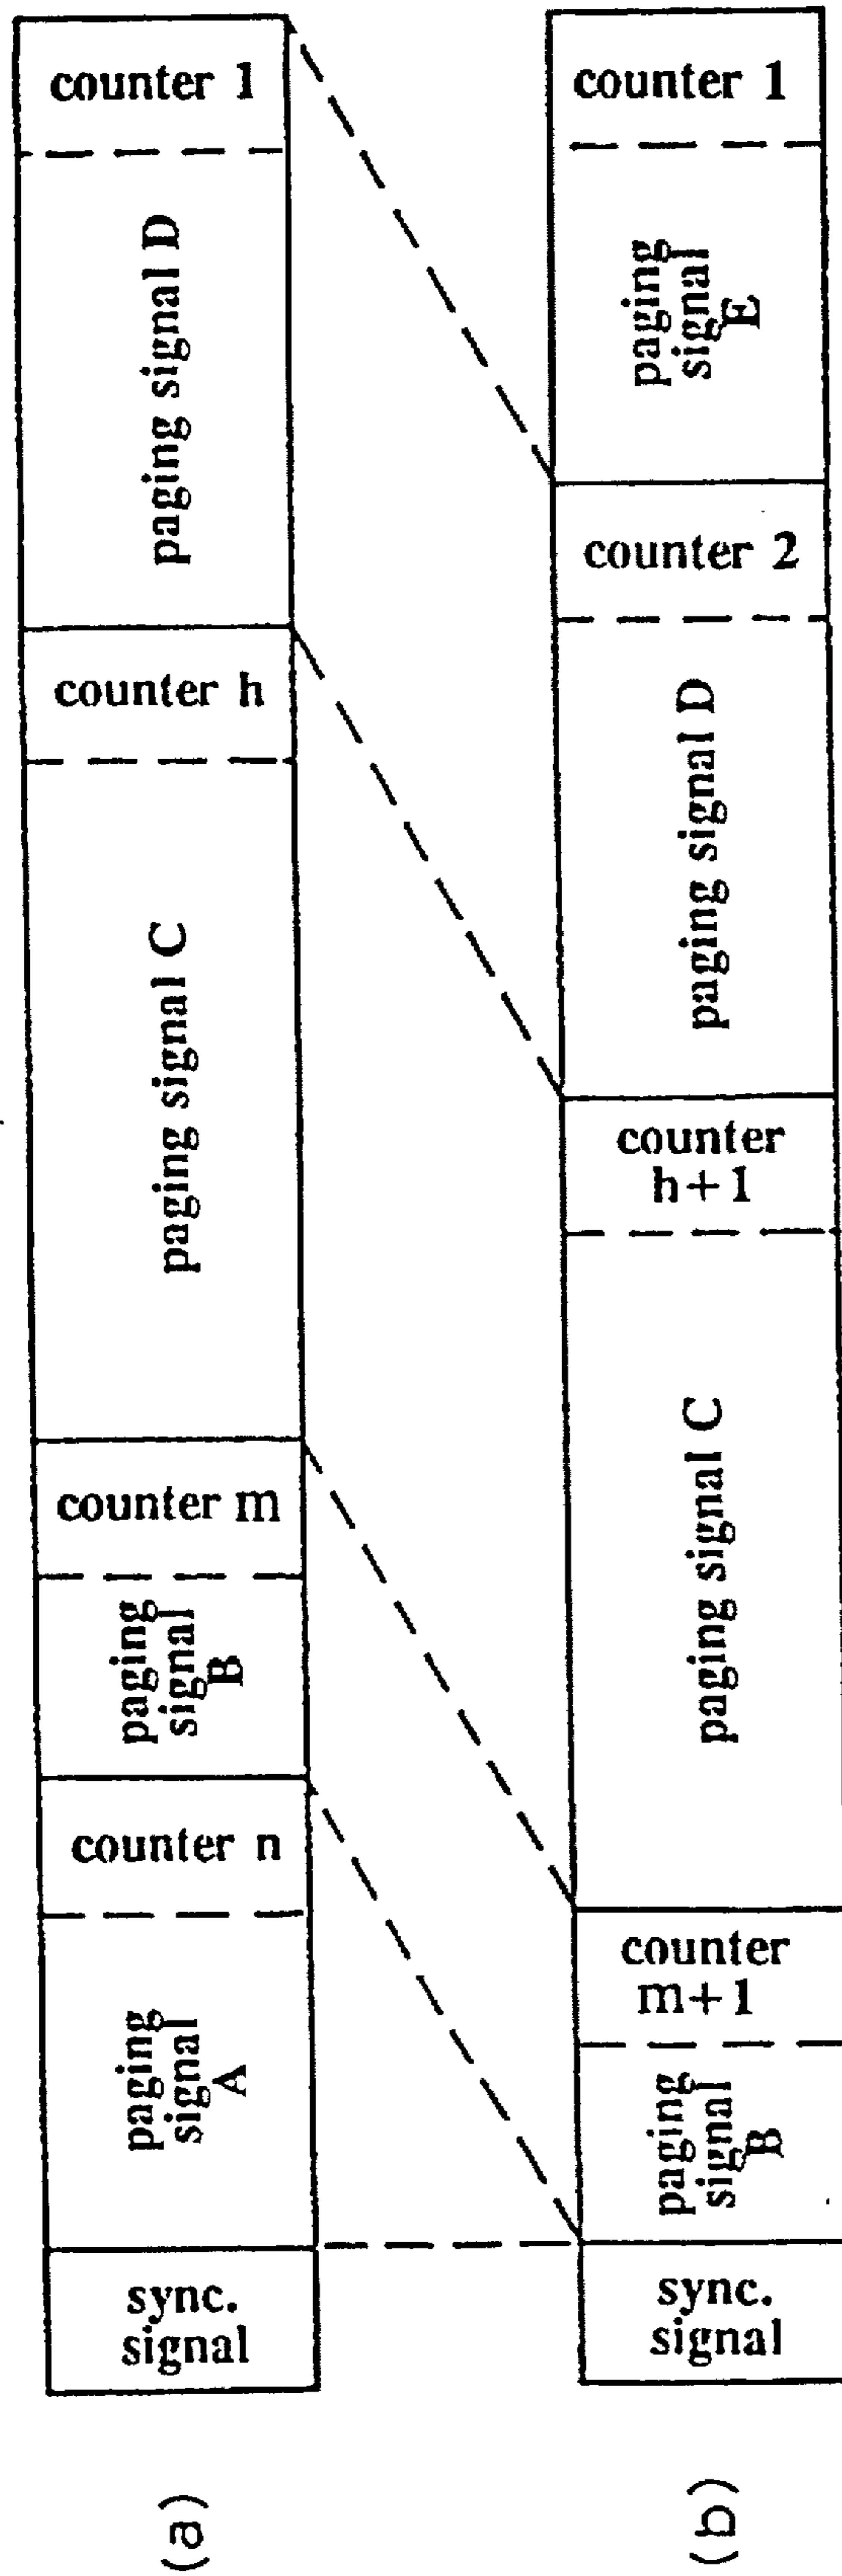 counter 1
paging signal D
counter h
paging signal C
counter m
paging
signal
B
counter n
paging
signal
A
sync.
signal
(a)
counter 1
paging
signal
E
counter 2
paging signal D
counter
h+1
paging signal C
counter
m+1
paging
signal
B
sync.
signal
(b)